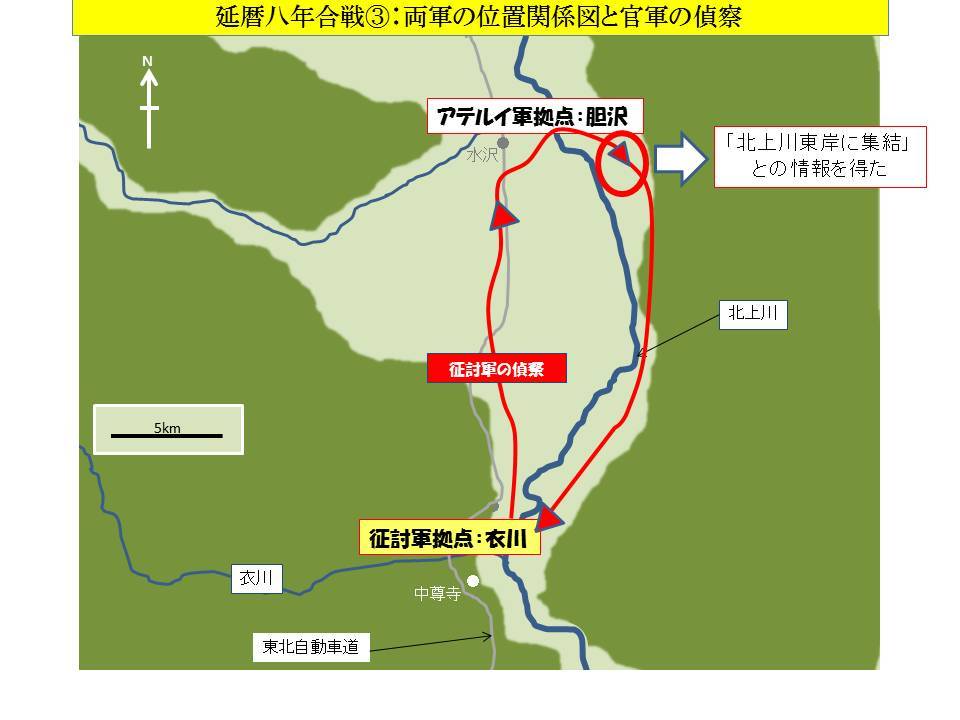 延暦八年合戦③：両軍の位置関係図と官軍の偵察
N
アテルイ軍拠点：胆沢
水沢
「北上川東岸に集結」
との情報を得た
北上川
征討軍の偵察
5km
征討軍拠点：衣川
衣川
中尊寺
東北自動車道